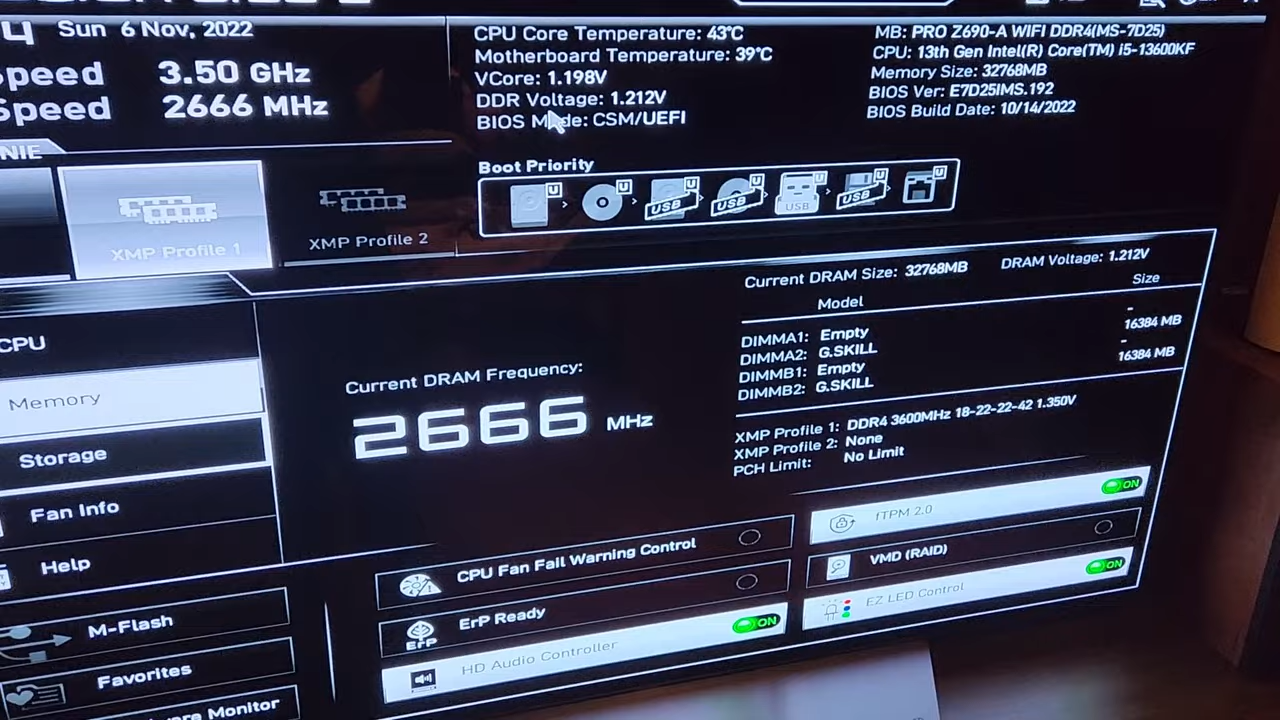 Sun 6 Nov, 2022
Speed 3.50 GHz
Speed 2666 MHz
CPU Core Temperature: 43°C
Motherboard Temperature: 39°C
VCore: 1.198V
DDR Voltage: 1.212V
BIOS Mode: CSM/UEFI
MB: PRO Z690-A WIFI DDR4(MS-7D25)
CPU: 13th Gen Intel(R) Core(TM) i5-13600KF
Memory Size: 32768MB
BIOS Ver: E7D25IMS.192
BIOS Build Date: 10/14/2022
NIE
XMP Profile 1
XMP Profile 2
Boot Priority
U U U U U U U
USB USB USB USB
CPU
Memory
Storage
Fan Info
Help
M-Flash
Favorites
Monitor
Current DRAM Frequency:
2666 MHz
Current DRAM Size: 32768MB
DRAM Voltage: 1.212V
Model Size
DIMMA1: Empty -
DIMMA2: G.SKILL 16384 MB
DIMMB1: Empty -
DIMMB2: G.SKILL 16384 MB
XMP Profile 1: DDR4 3600MHz 18-22-22-42 1.350V
XMP Profile 2: None
PCH Limit: No Limit
CPU Fan Fail Warning Control
ErP ErP Ready
HD Audio Controller ON
fTPM 2.0 ON
VMD (RAID)
EZ LED Control ON